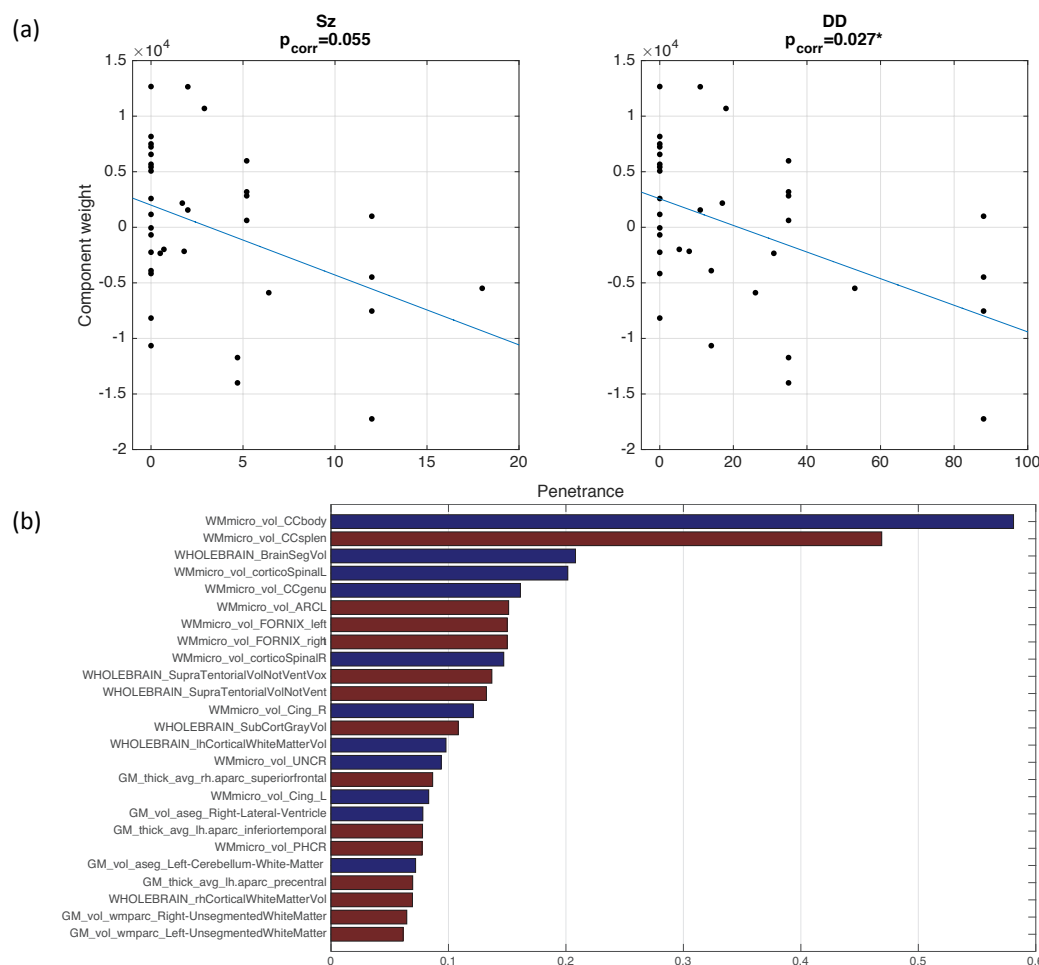 (a)
Sz
p_corr=0.055
×10^4
1.5
1
0.5
0
-0.5
-1
-1.5
-2
Component weight
0 5 10 15 20
DD
p_corr=0.027*
×10^4
1.5
1
0.5
0
-0.5
-1
-1.5
-2
0 20 40 60 80 100
Penetrance
(b)
WMmicro_vol_CCbody
WMmicro_vol_CCsplen
WHOLEBRAIN_BrainSegVol
WMmicro_vol_corticoSpinalL
WMmicro_vol_CCgenu
WMmicro_vol_ARCL
WMmicro_vol_FORNIX_left
WMmicro_vol_FORNIX_righ
WMmicro_vol_corticoSpinalR
WHOLEBRAIN_SupraTentorialVolNotVentVox
WHOLEBRAIN_SupraTentorialVolNotVent
WMmicro_vol_Cing_R
WHOLEBRAIN_SubCortGrayVol
WHOLEBRAIN_lhCorticalWhiteMatterVol
WMmicro_vol_UNCR
GM_thick_avg_rh.aparc_superiorfrontal
WMmicro_vol_Cing_L
GM_vol_aseg_Right-Lateral-Ventricle
GM_thick_avg_lh.aparc_inferiortemporal
WMmicro_vol_PHCR
GM_vol_aseg_Left-Cerebellum-White-Matter
GM_thick_avg_lh.aparc_precentral
WHOLEBRAIN_rhCorticalWhiteMatterVol
GM_vol_wmparc_Right-UnsegmentedWhiteMatter
GM_vol_wmparc_Left-UnsegmentedWhiteMatter
0 0.1 0.2 0.3 0.4 0.5 0.6